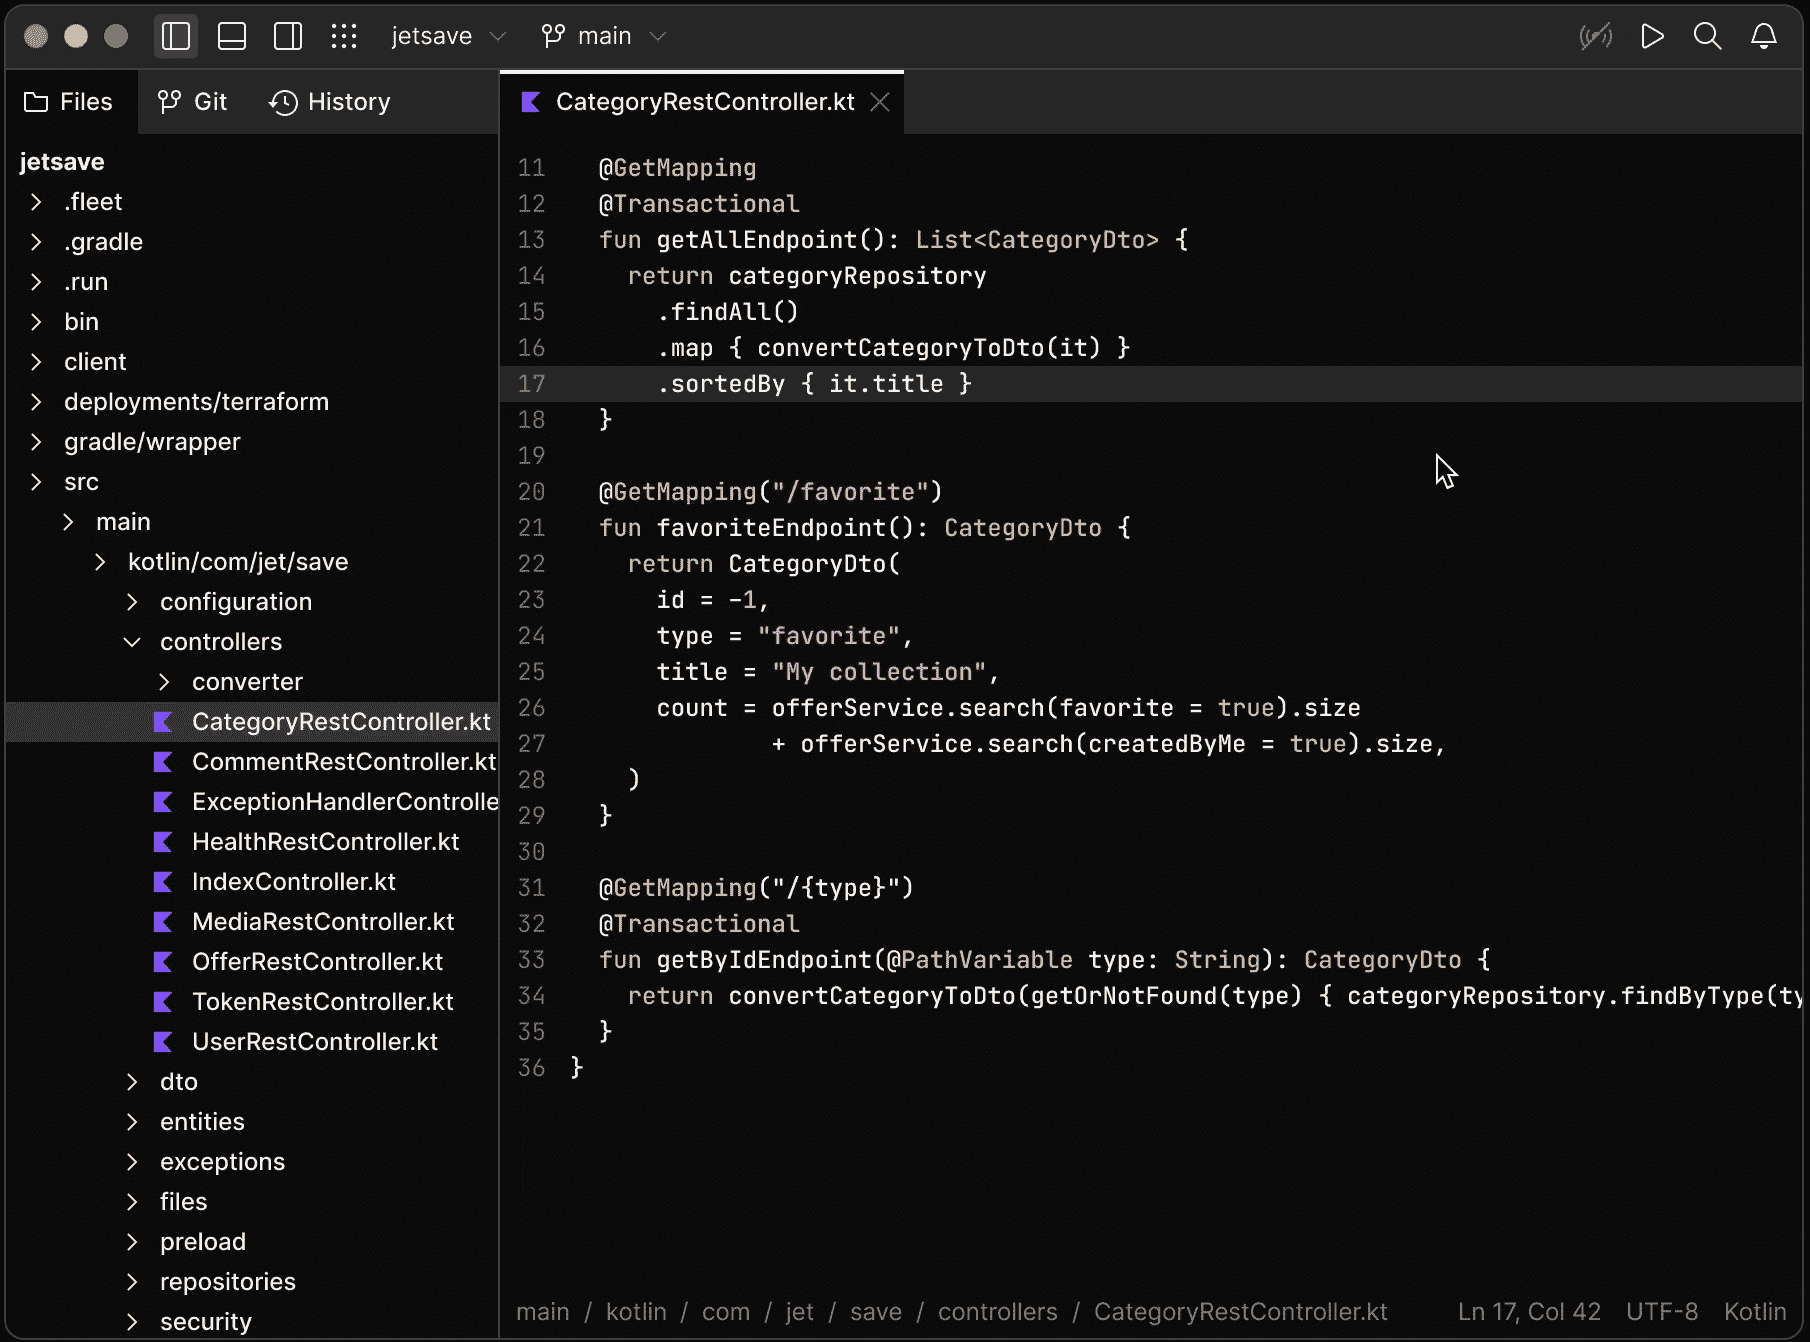 jetsave
main
Files
Git
History
CategoryRestController.kt
jetsave
.fleet
.gradle
.run
bin
client
deployments/terraform
gradle/wrapper
src
main
kotlin/com/jet/save
configuration
controllers
converter
CategoryRestController.kt
CommentRestController.kt
ExceptionHandlerControlle
HealthRestController.kt
IndexController.kt
MediaRestController.kt
OfferRestController.kt
TokenRestController.kt
UserRestController.kt
dto
entities
exceptions
files
preload
repositories
security
11 @GetMapping
12 @Transactional
13 fun getAllEndpoint(): List<CategoryDto> {
14 return categoryRepository
15 .findAll()
16 .map { convertCategoryToDto(it) }
17 .sortedBy { it.title }
18 }
19
20 @GetMapping("/favorite")
21 fun favoriteEndpoint(): CategoryDto {
22 return CategoryDto(
23 id = -1,
24 type = "favorite",
25 title = "My collection",
26 count = offerService.search(favorite = true).size
27 + offerService.search(createdByMe = true).size,
28 )
29 }
30
31 @GetMapping("/{type}")
32 @Transactional
33 fun getByIdEndpoint(@PathVariable type: String): CategoryDto {
34 return convertCategoryToDto(getOrNotFound(type) { categoryRepository.findByType(ty
35 }
36 }
main / kotlin / com / jet / save / controllers / CategoryRestController.kt
Ln 17, Col 42 UTF-8 Kotlin